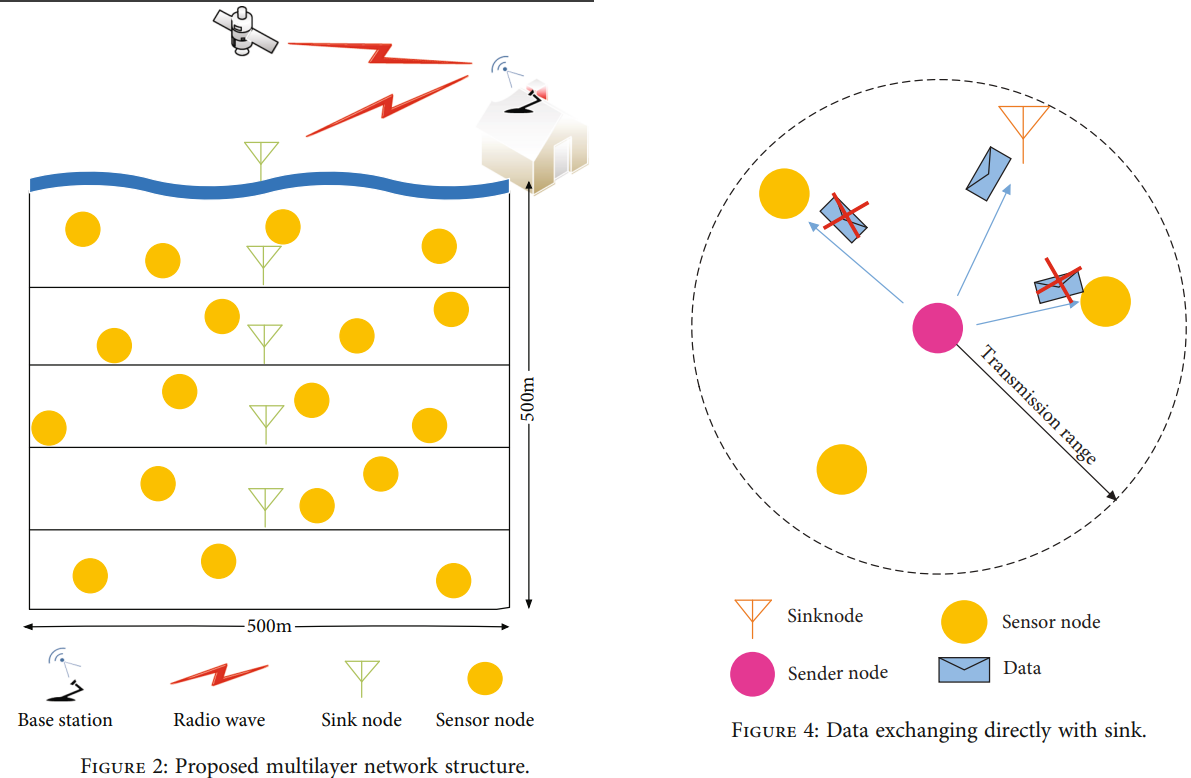 500m
500m
Base station
Radio wave
Sink node
Sensor node
FIGURE 2: Proposed multilayer network structure.
Transmission range
Sinknode
Sensor node
Sender node
Data
FIGURE 4: Data exchanging directly with sink.